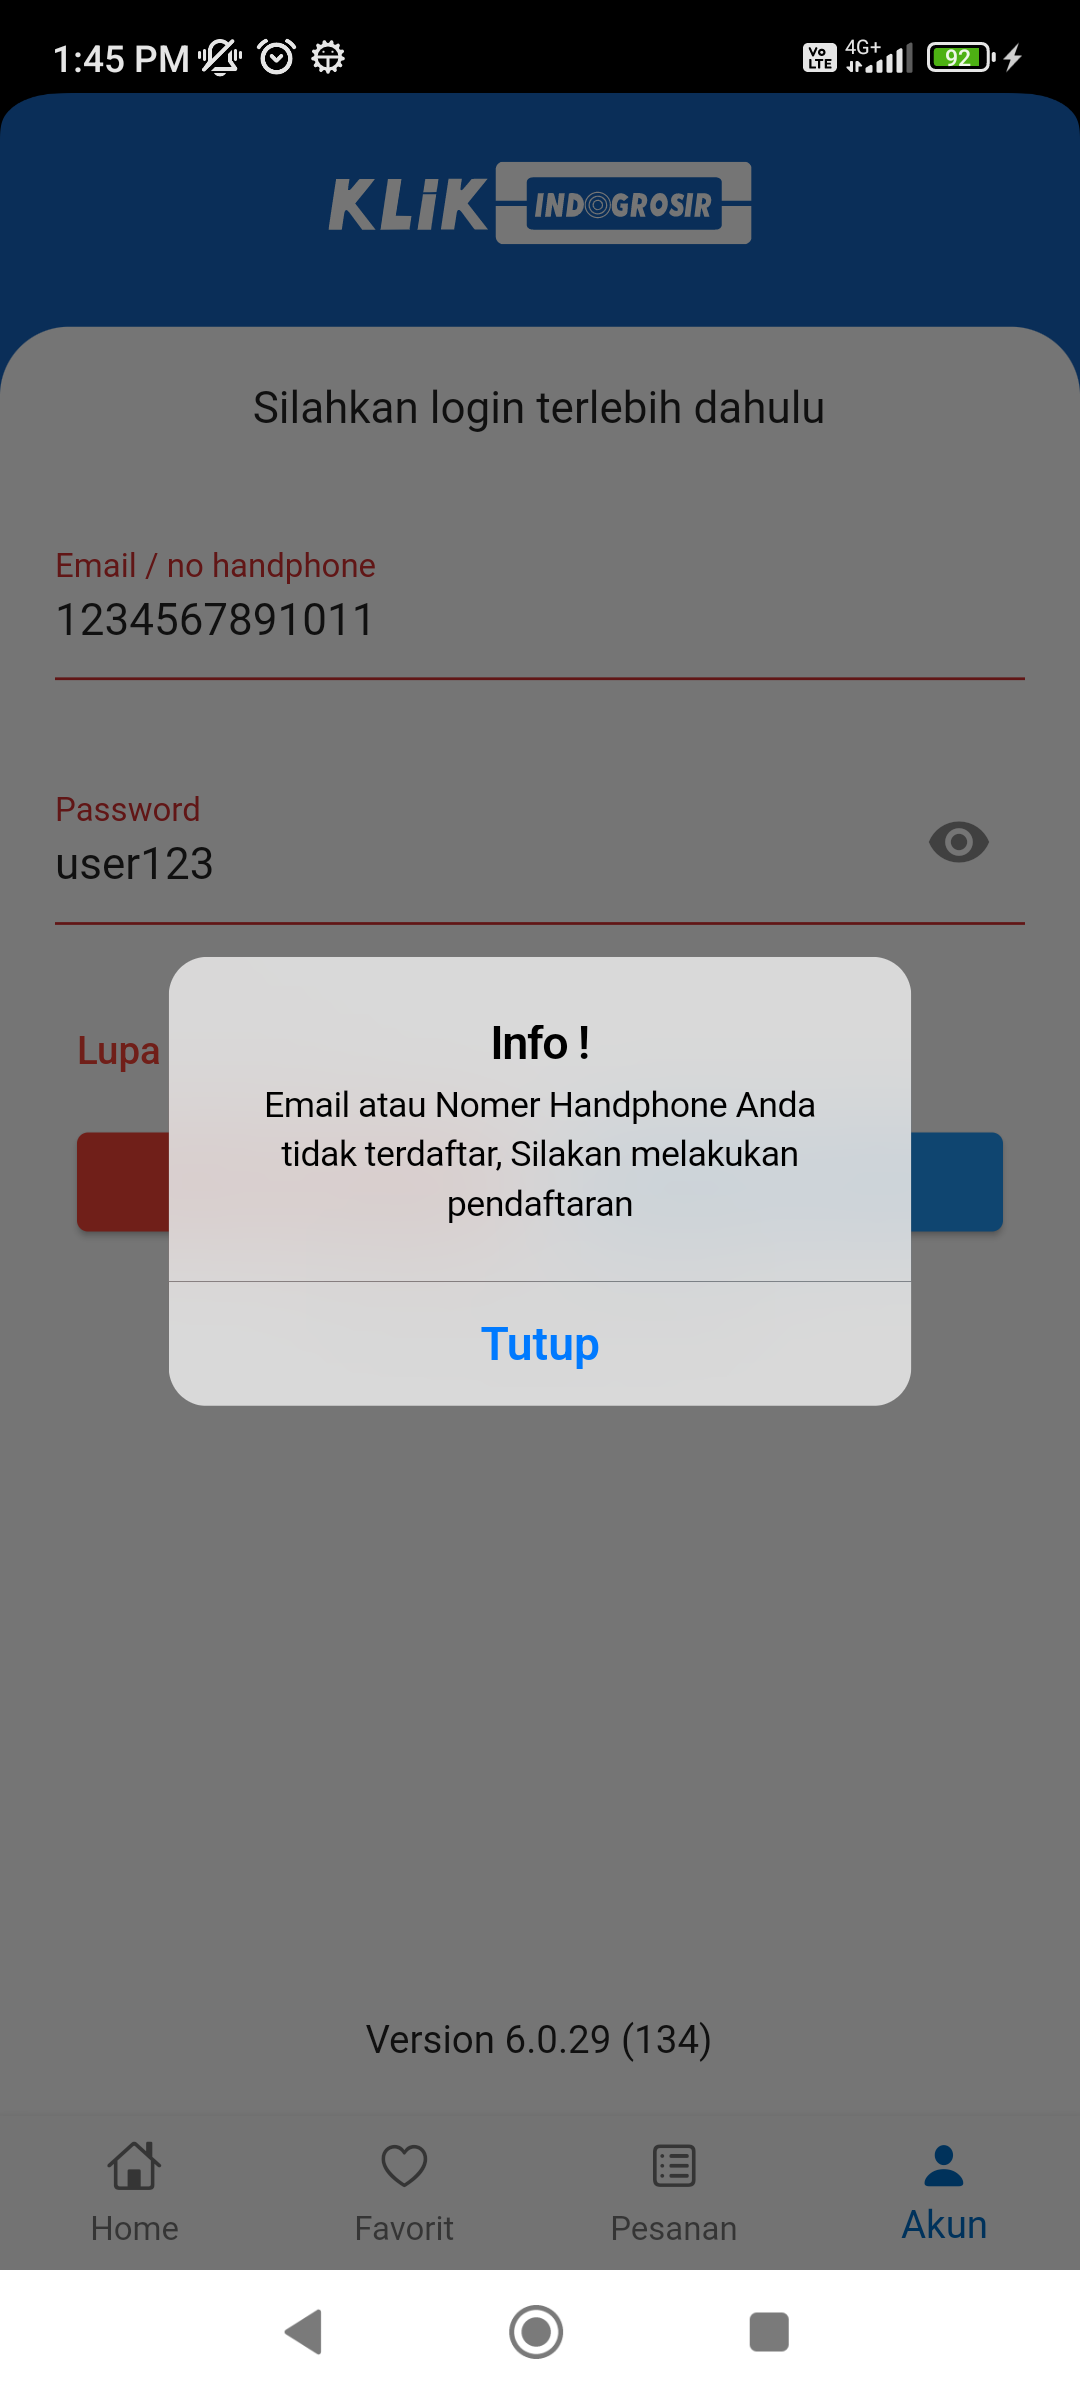 1:45 PM
Vo LTE
4G+
92
KLiK INDOGROSIR
Silahkan login terlebih dahulu
Email / no handphone
1234567891011
Password
user123
Lupa
Info !
Email atau Nomer Handphone Anda
tidak terdaftar, Silakan melakukan
pendaftaran
Tutup
Version 6.0.29 (134)
Home
Favorit
Pesanan
Akun